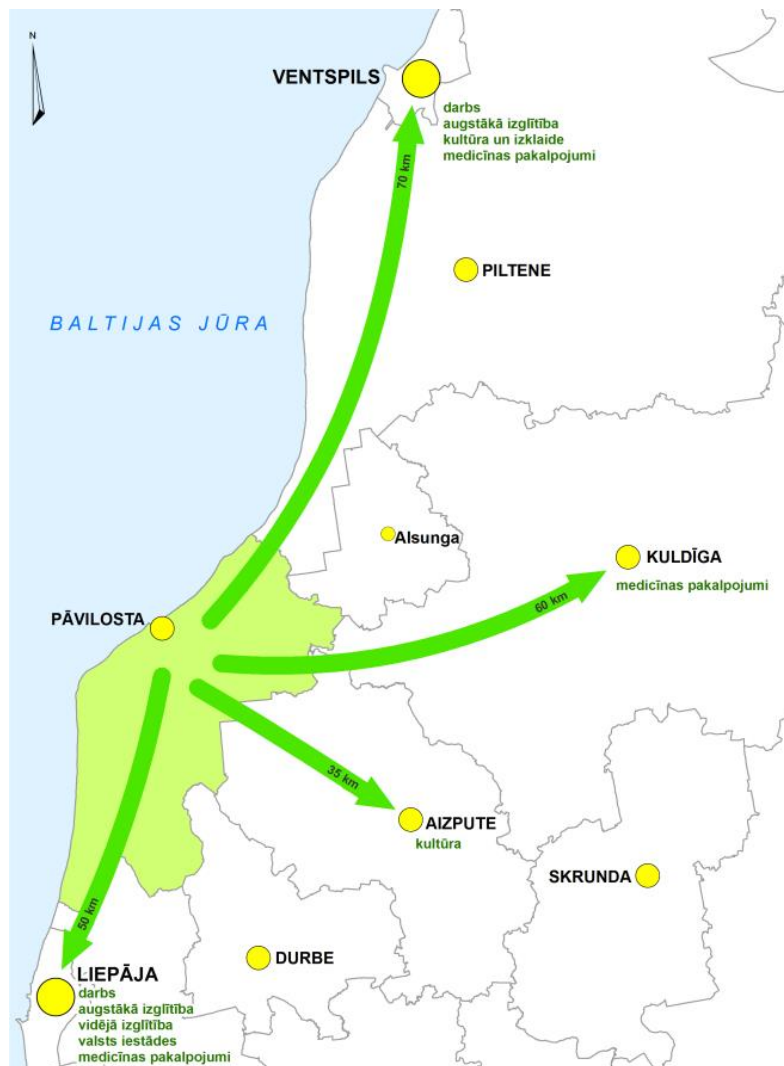 N
VENTSPILS
darbs
augstākā izglītība
kultūra un izklaide
medicīnas pakalpojumi
70 km
PILTENE
BALTIJAS JŪRA
Alsunga
KULDĪGA
medicīnas pakalpojumi
60 km
PĀVILOSTA
35 km
AIZPUTE
kultūra
SKRUNDA
50 km
DURBE
LIEPĀJA
darbs
augstākā izglītība
vidējā izglītība
valsts iestādes
medicīnas pakalpojumi